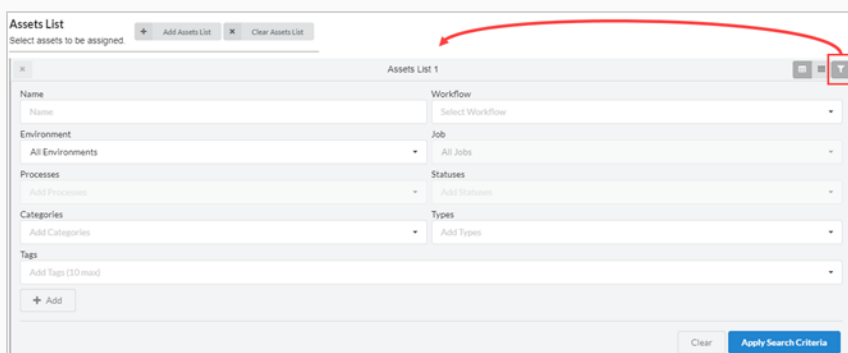 Assets List
Select assets to be assigned.
+ Add Assets List
× Clear Assets List
× Assets List 1
Name
Workflow
Name
Select Workflow
Environment
Job
All Environments
All Jobs
Processes
Statuses
Add Processes
Add Statuses
Categories
Types
Add Categories
Add Types
Tags
Add Tags (10 max)
+ Add
Clear
Apply Search Criteria